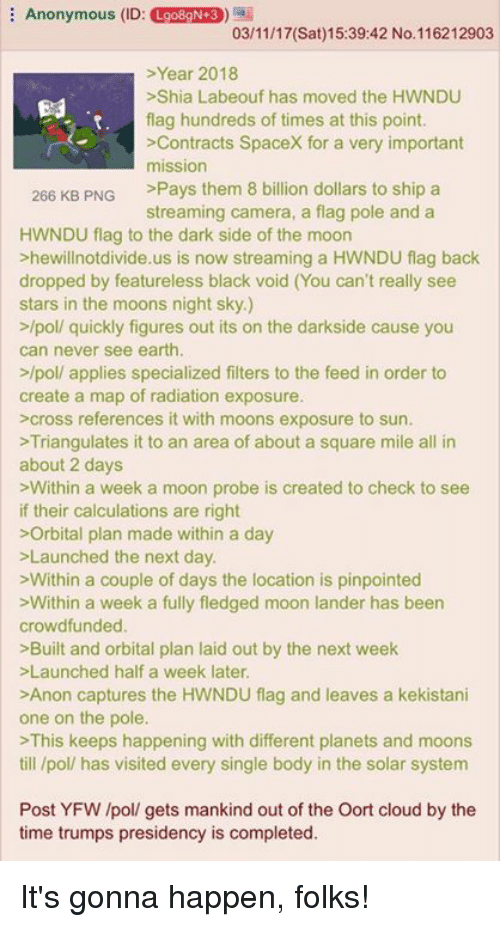 Anonymous (ID: Lgo8gN+3)
03/11/17(Sat)15:39:42 No.116212903
>Year 2018
>Shia Labeouf has moved the HWNDU
flag hundreds of times at this point.
>Contracts SpaceX for a very important
mission
266 KB PNG
>Pays them 8 billion dollars to ship a
streaming camera, a flag pole and a
HWNDU flag to the dark side of the moon
>hewillnotdivide.us is now streaming a HWNDU flag back
dropped by featureless black void (You can't really see
stars in the moons night sky.)
>/pol/ quickly figures out its on the darkside cause you
can never see earth.
>/pol/ applies specialized filters to the feed in order to
create a map of radiation exposure.
>cross references it with moons exposure to sun.
>Triangulates it to an area of about a square mile all in
about 2 days
>Within a week a moon probe is created to check to see
if their calculations are right
>Orbital plan made within a day
>Launched the next day.
>Within a couple of days the location is pinpointed
>Within a week a fully fledged moon lander has been
crowdfunded.
>Built and orbital plan laid out by the next week
>Launched half a week later.
>Anon captures the HWNDU flag and leaves a kekistani
one on the pole.
>This keeps happening with different planets and moons
till /pol/ has visited every single body in the solar system
Post YFW /pol/ gets mankind out of the Oort cloud by the
time trumps presidency is completed.
It's gonna happen, folks!